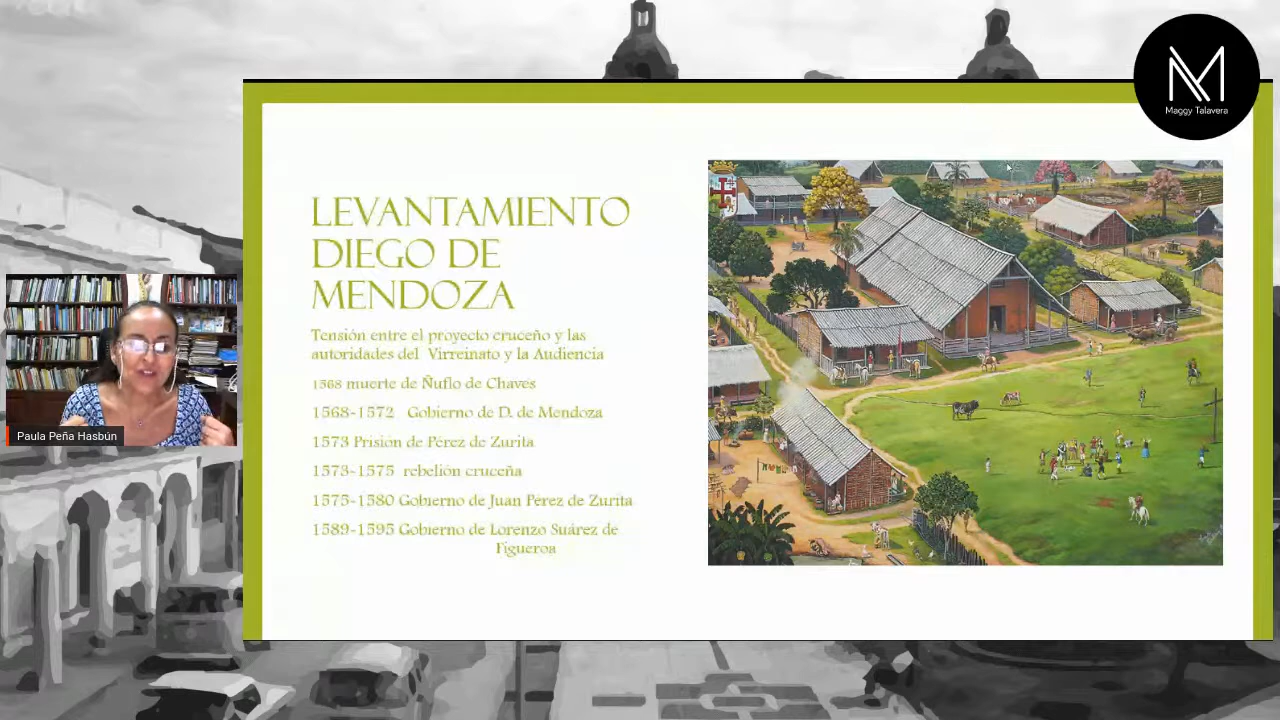 Maggy Talavera
LEVANTAMIENTO
DIEGO DE
MENDOZA
Tensión entre el proyecto cruceño y las
autoridades del Virreinato y la Audiencia
1568 muerte de Ñuflo de Chaves
1568-1572 Gobierno de D. de Mendoza
1573 Prisión de Pérez de Zurita
1573-1575 rebelión cruceña
1575-1580 Gobierno de Juan Pérez de Zurita
1589-1595 Gobierno de Lorenzo Suárez de
Figueroa
Paula Peña Hasbún